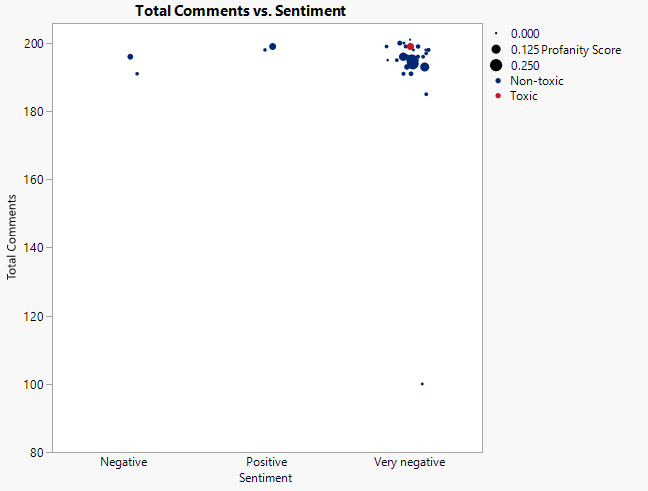 Total Comments vs. Sentiment
200
180
160
140
120
100
80
Total Comments
Negative
Positive
Very negative
Sentiment
0.000
0.125 Profanity Score
0.250
Non-toxic
Toxic